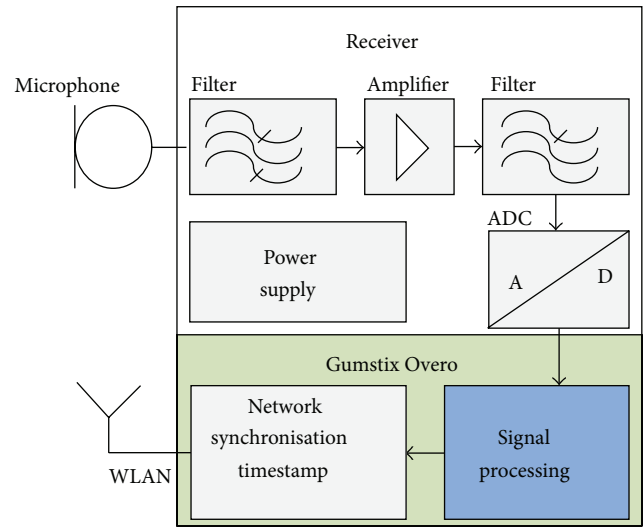 Receiver
Microphone
Filter
Amplifier
Filter
ADC
A
D
Power
supply
Gumstix Overo
Network
synchronisation
timestamp
Signal
processing
WLAN